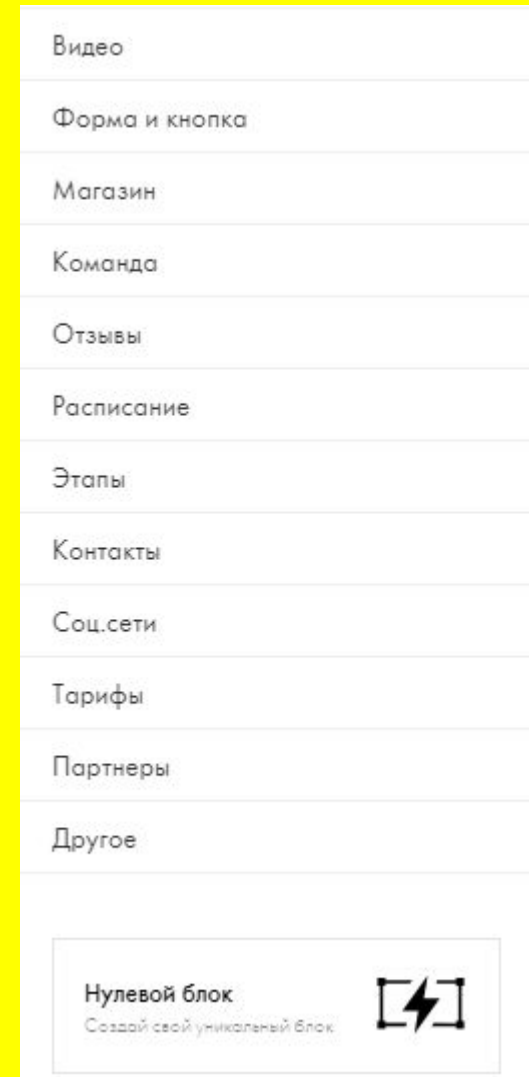 Видео
Форма и кнопка
Магазин
Команда
Отзывы
Расписание
Этапы
Контакты
Соц.сети
Тарифы
Партнеры
Другое
Нулевой блок
Создай свой уникальный блок